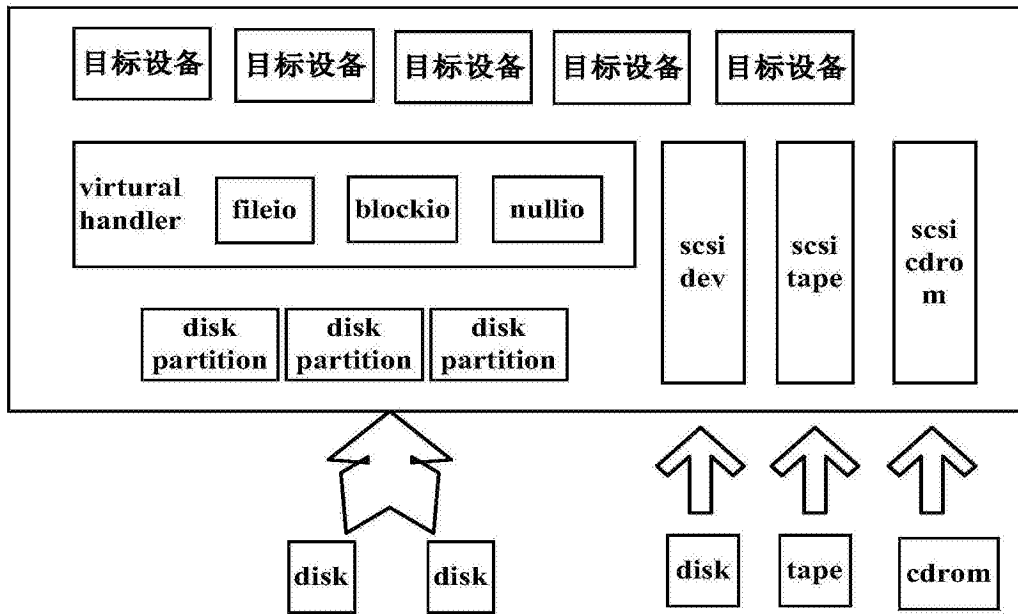 目标设备
目标设备
目标设备
目标设备
目标设备
virtural
handler
fileio
blockio
nullio
scsi
dev
scsi
tape
scsi
cdro
m
disk
partition
disk
partition
disk
partition
disk
disk
disk
tape
cdrom